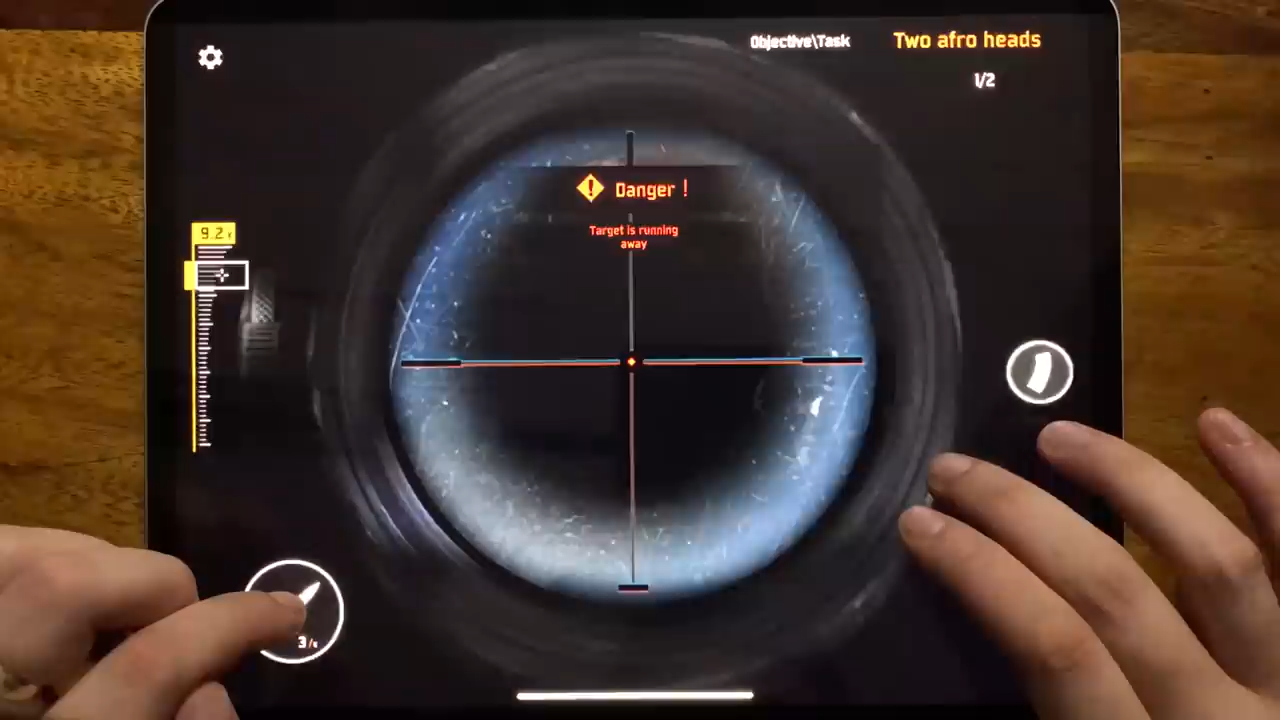 Objective\Task
Two afro heads
1/2
Danger !
Target is running
away
9.2
3/